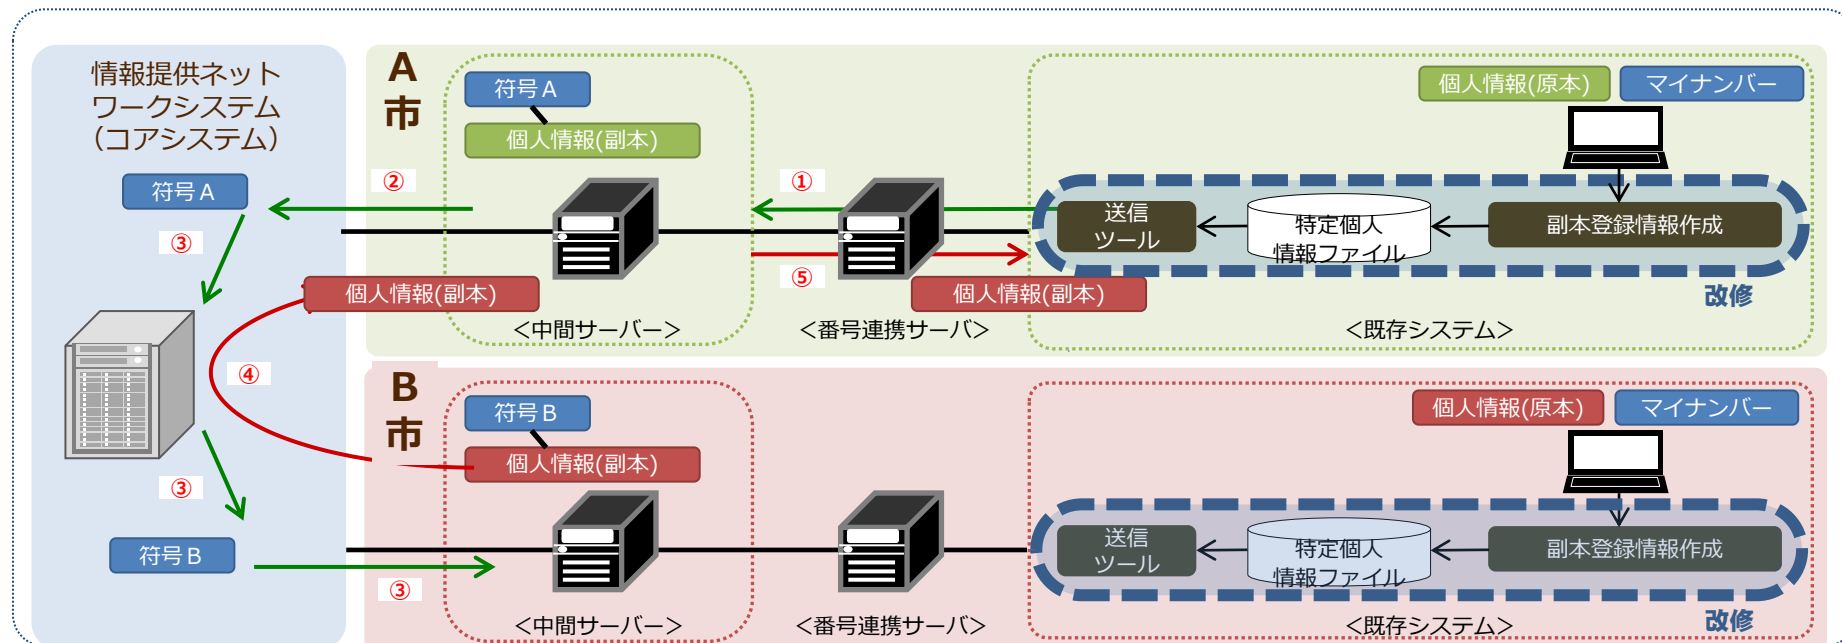 情報提供ネット
ワークシステム
（コアシステム）
符号Ａ
③
④
③
符号Ｂ
A
市
符号Ａ
個人情報(副本)
②
①
⑤
個人情報(副本)
個人情報(副本)
＜中間サーバー＞
＜番号連携サーバ＞
個人情報(原本)
マイナンバー
送信
ツール
特定個人
情報ファイル
副本登録情報作成
改修
＜既存システム＞
B
市
符号Ｂ
個人情報(副本)
③
＜中間サーバー＞
＜番号連携サーバ＞
個人情報(原本)
マイナンバー
送信
ツール
特定個人
情報ファイル
副本登録情報作成
改修
＜既存システム＞